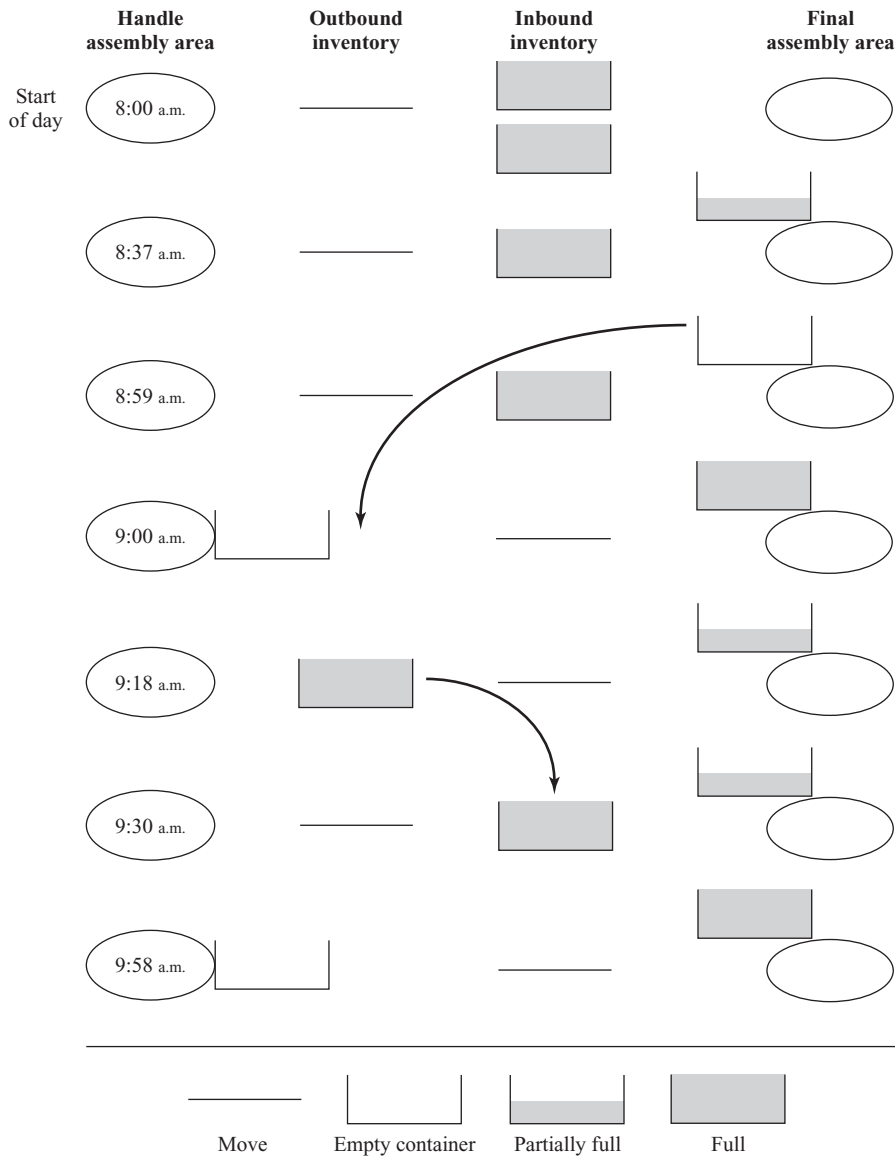 Handle
assembly area
Outbound
inventory
Inbound
inventory
Final
assembly area
Start
of day
8:00 a.m.
8:37 a.m.
8:59 a.m.
9:00 a.m.
9:18 a.m.
9:30 a.m.
9:58 a.m.
Move
Empty container
Partially full
Full